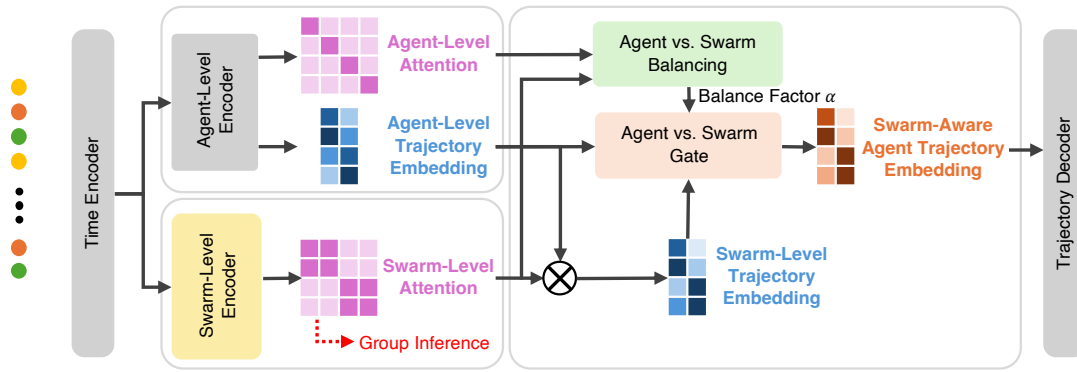 Time Encoder
Agent-Level
Encoder
Agent-Level
Attention
Agent-Level
Trajectory
Embedding
Swarm-Level
Encoder
Swarm-Level
Attention
Group Inference
Agent vs. Swarm
Balancing
Balance Factor α
Agent vs. Swarm
Gate
Swarm-Level
Trajectory
Embedding
Swarm-Aware
Agent Trajectory
Embedding
Trajectory Decoder